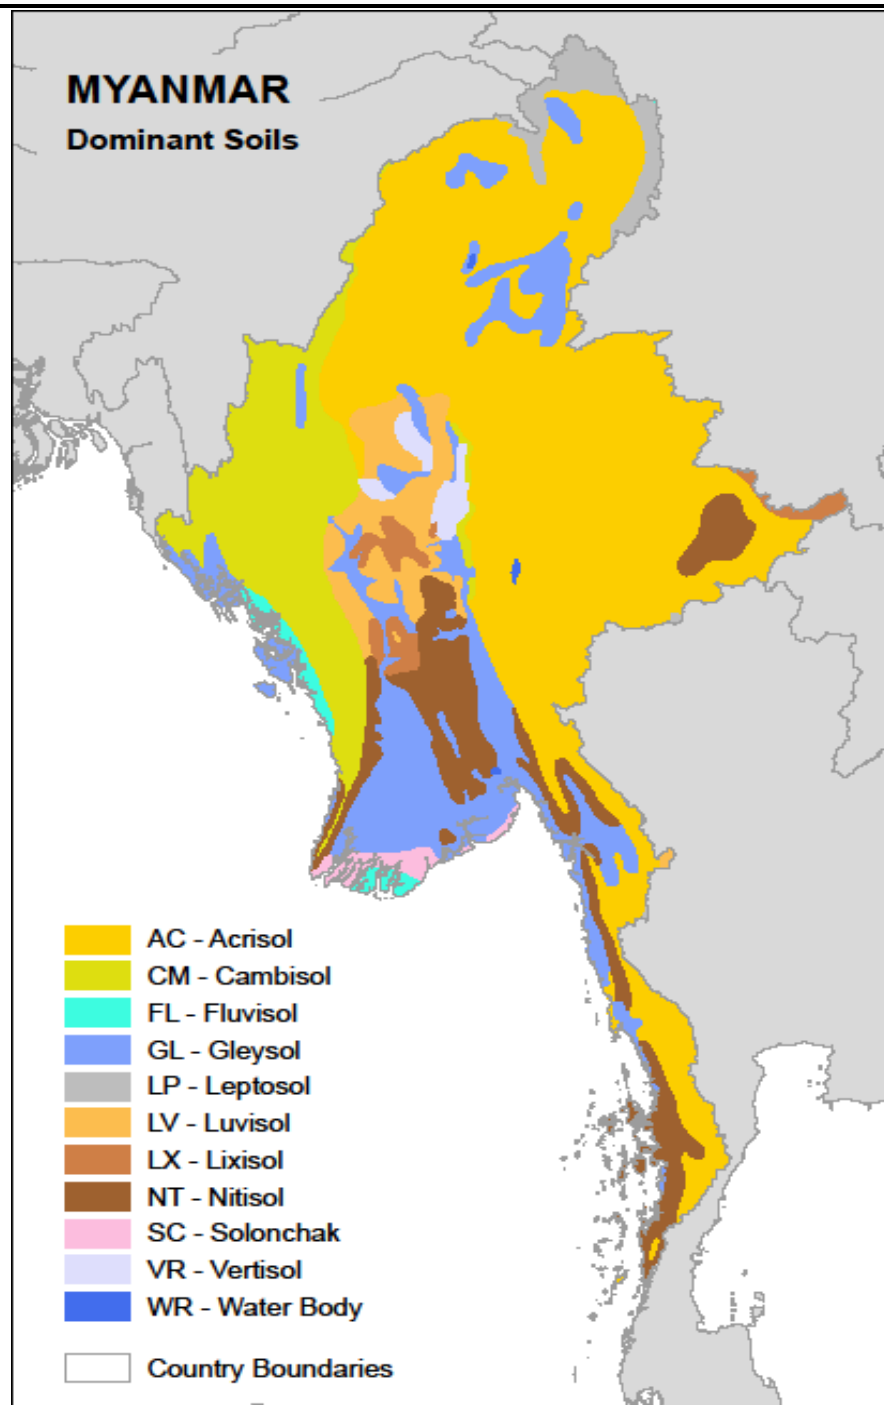 MYANMAR
Dominant Soils
AC - Acrisol
CM - Cambisol
FL - Fluvisol
GL - Gleysol
LP - Leptosol
LV - Luvisol
LX - Lixisol
NT - Nitisol
SC - Solonchak
VR - Vertisol
WR - Water Body
Country Boundaries